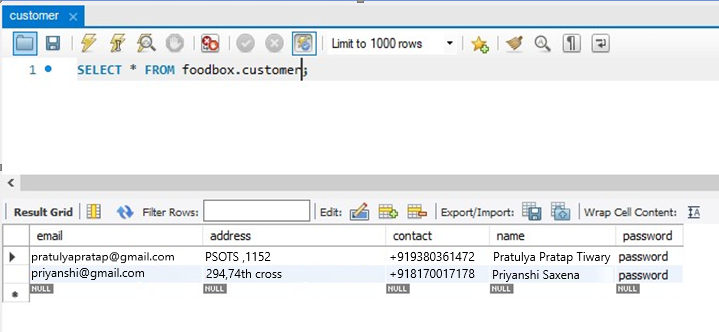 customer ×
Limit to 1000 rows
1 SELECT * FROM foodbox.customer;
Result Grid Filter Rows: Edit: Export/Import: Wrap Cell Content:
email address contact name password
pratulyapratap@gmail.com PSOTS ,1152 +919380361472 Pratulya Pratap Tiwary password
priyanshi@gmail.com 294,74th cross +918170017178 Priyanshi Saxena password
NULL NULL NULL NULL NULL